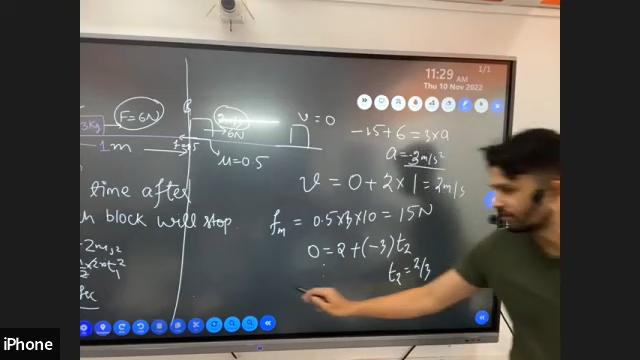 11:29 AM
1/1
Thu 10 Nov 2022
F=6N
3Kg
1m
2m/s
6N
μ=0.5
v=0
-15+6=3×a
a=-3m/s²
v=0+2×1=2m/s
fm=0.5×3×10=15N
0=2+(-3)t₂
t₂=2/3
time after
block will stop
iPhone